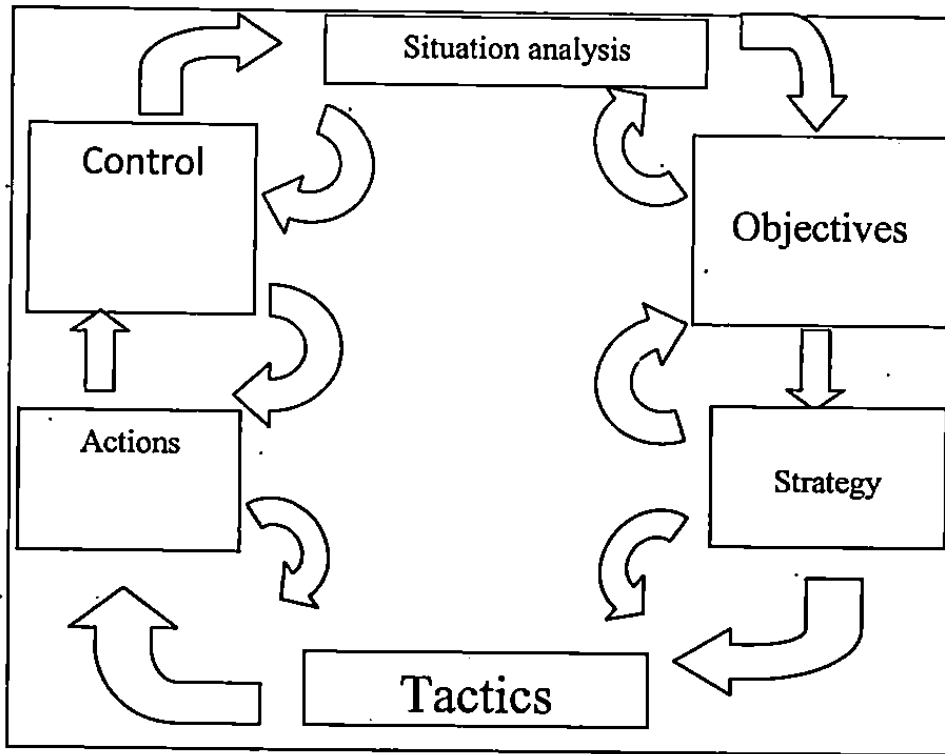 Situation analysis
Control
Objectives
Actions
Strategy
Tactics